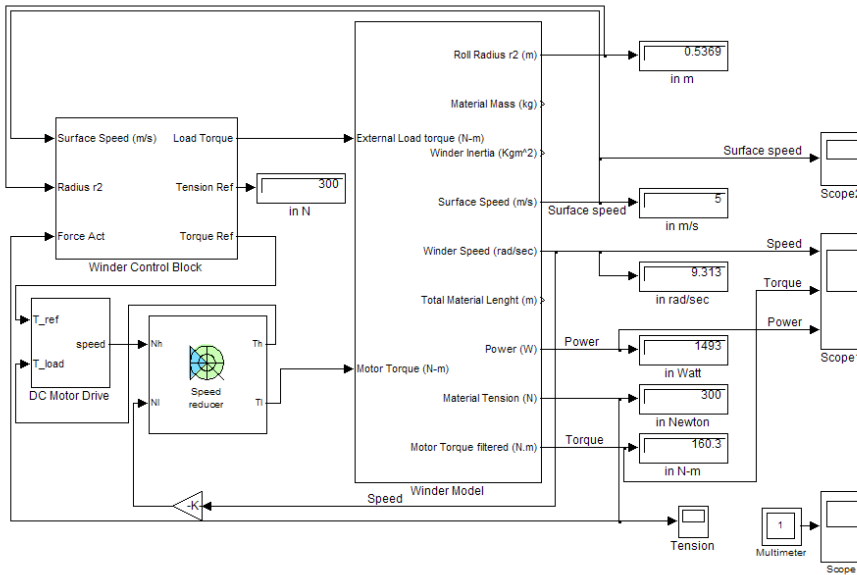 Roll Radius r2 (m)
0.5369
in m
Material Mass (kg)
Surface Speed (m/s)
Load Torque
External Load torque (N-m)
Winder Inertia (Kgm^2)
Surface speed
Radius r2
Tension Ref
300
in N
Surface Speed (m/s)
Surface speed
5
in m/s
Scope2
Force Act
Torque Ref
Winder Control Block
Winder Speed (rad/sec)
Speed
9.313
in rad/sec
Torque
Total Material Lenght (m)
T_ref
speed
T_load
DC Motor Drive
Nh
Th
Nl
Tl
Speed
reducer
Motor Torque (N-m)
Power
Power (W)
Power
1493
in Watt
Scope1
Material Tension (N)
300
in Newton
Motor Torque filtered (N.m)
Torque
160.3
in N-m
Winder Model
-K-
Speed
Tension
1
Multimeter
Scope